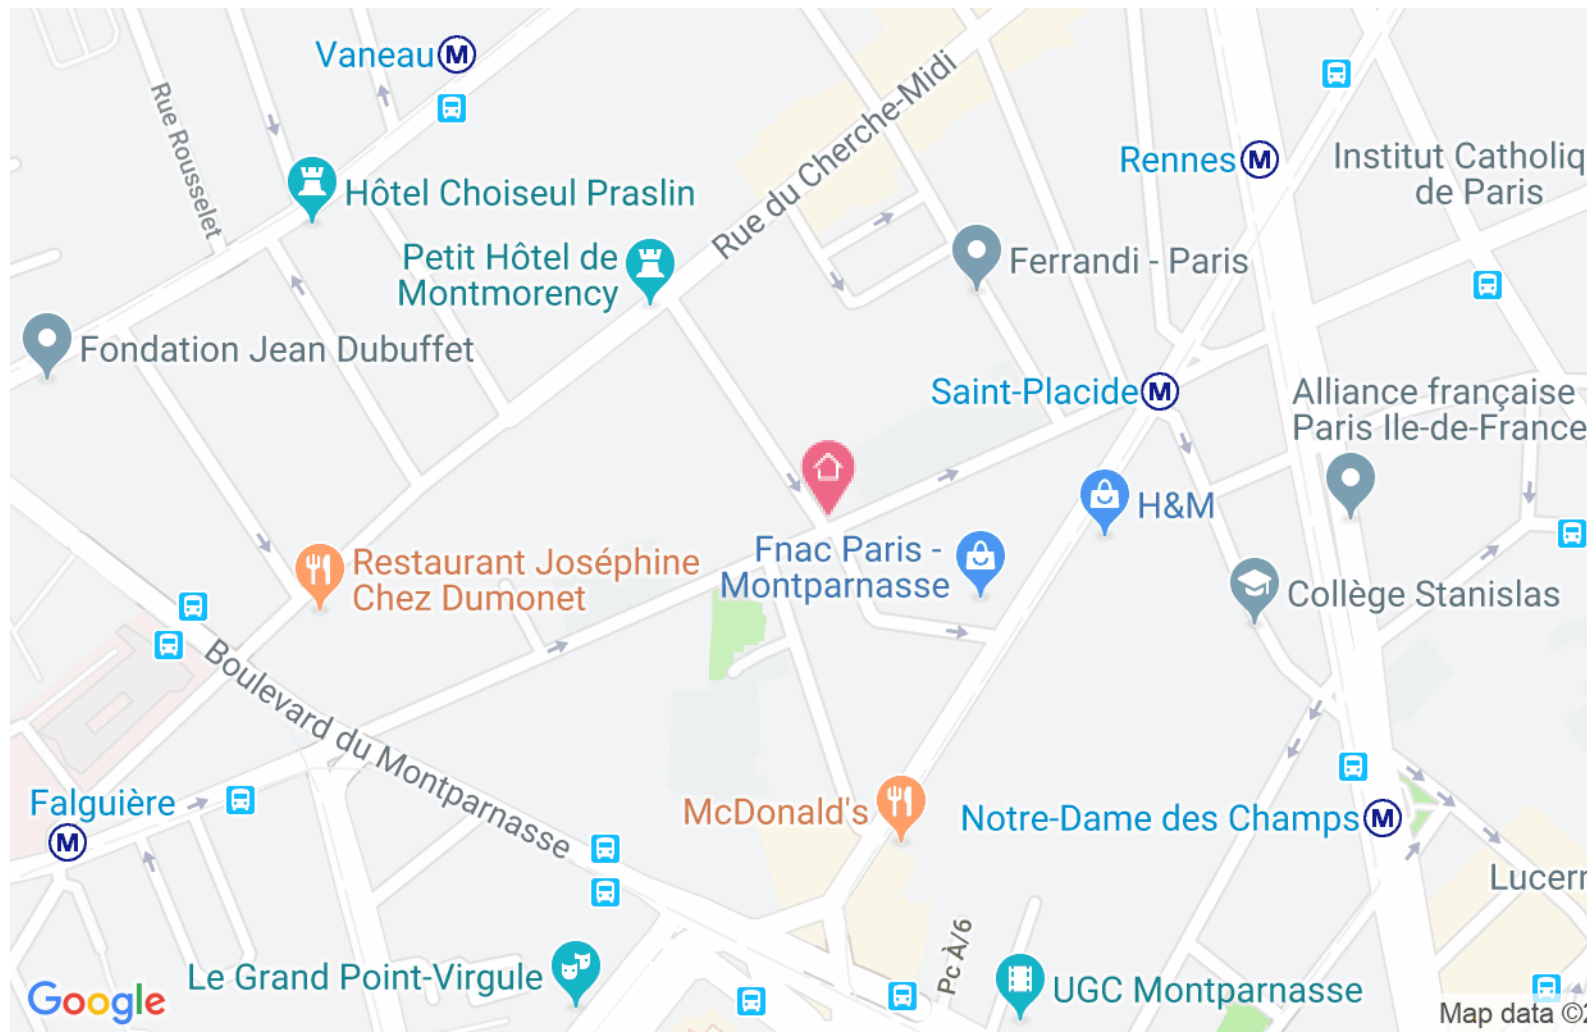 Vaneau
M
Rue Rousselet
Rue du Cherche-Midi
Rennes
M
Institut Catholiq
de Paris
Hôtel Choiseul Praslin
Petit Hôtel de
Montmorency
Ferrandi - Paris
Fondation Jean Dubuffet
Saint-Placide
M
Alliance française
Paris Ile-de-France
H&M
Restaurant Joséphine
Chez Dumonet
Fnac Paris -
Montparnasse
Collège Stanislas
Boulevard du Montparnasse
Falguière
M
McDonald's
Notre-Dame des Champs
M
Lucern
Pc À/6
Le Grand Point-Virgule
UGC Montparnasse
Google
Map data ©2